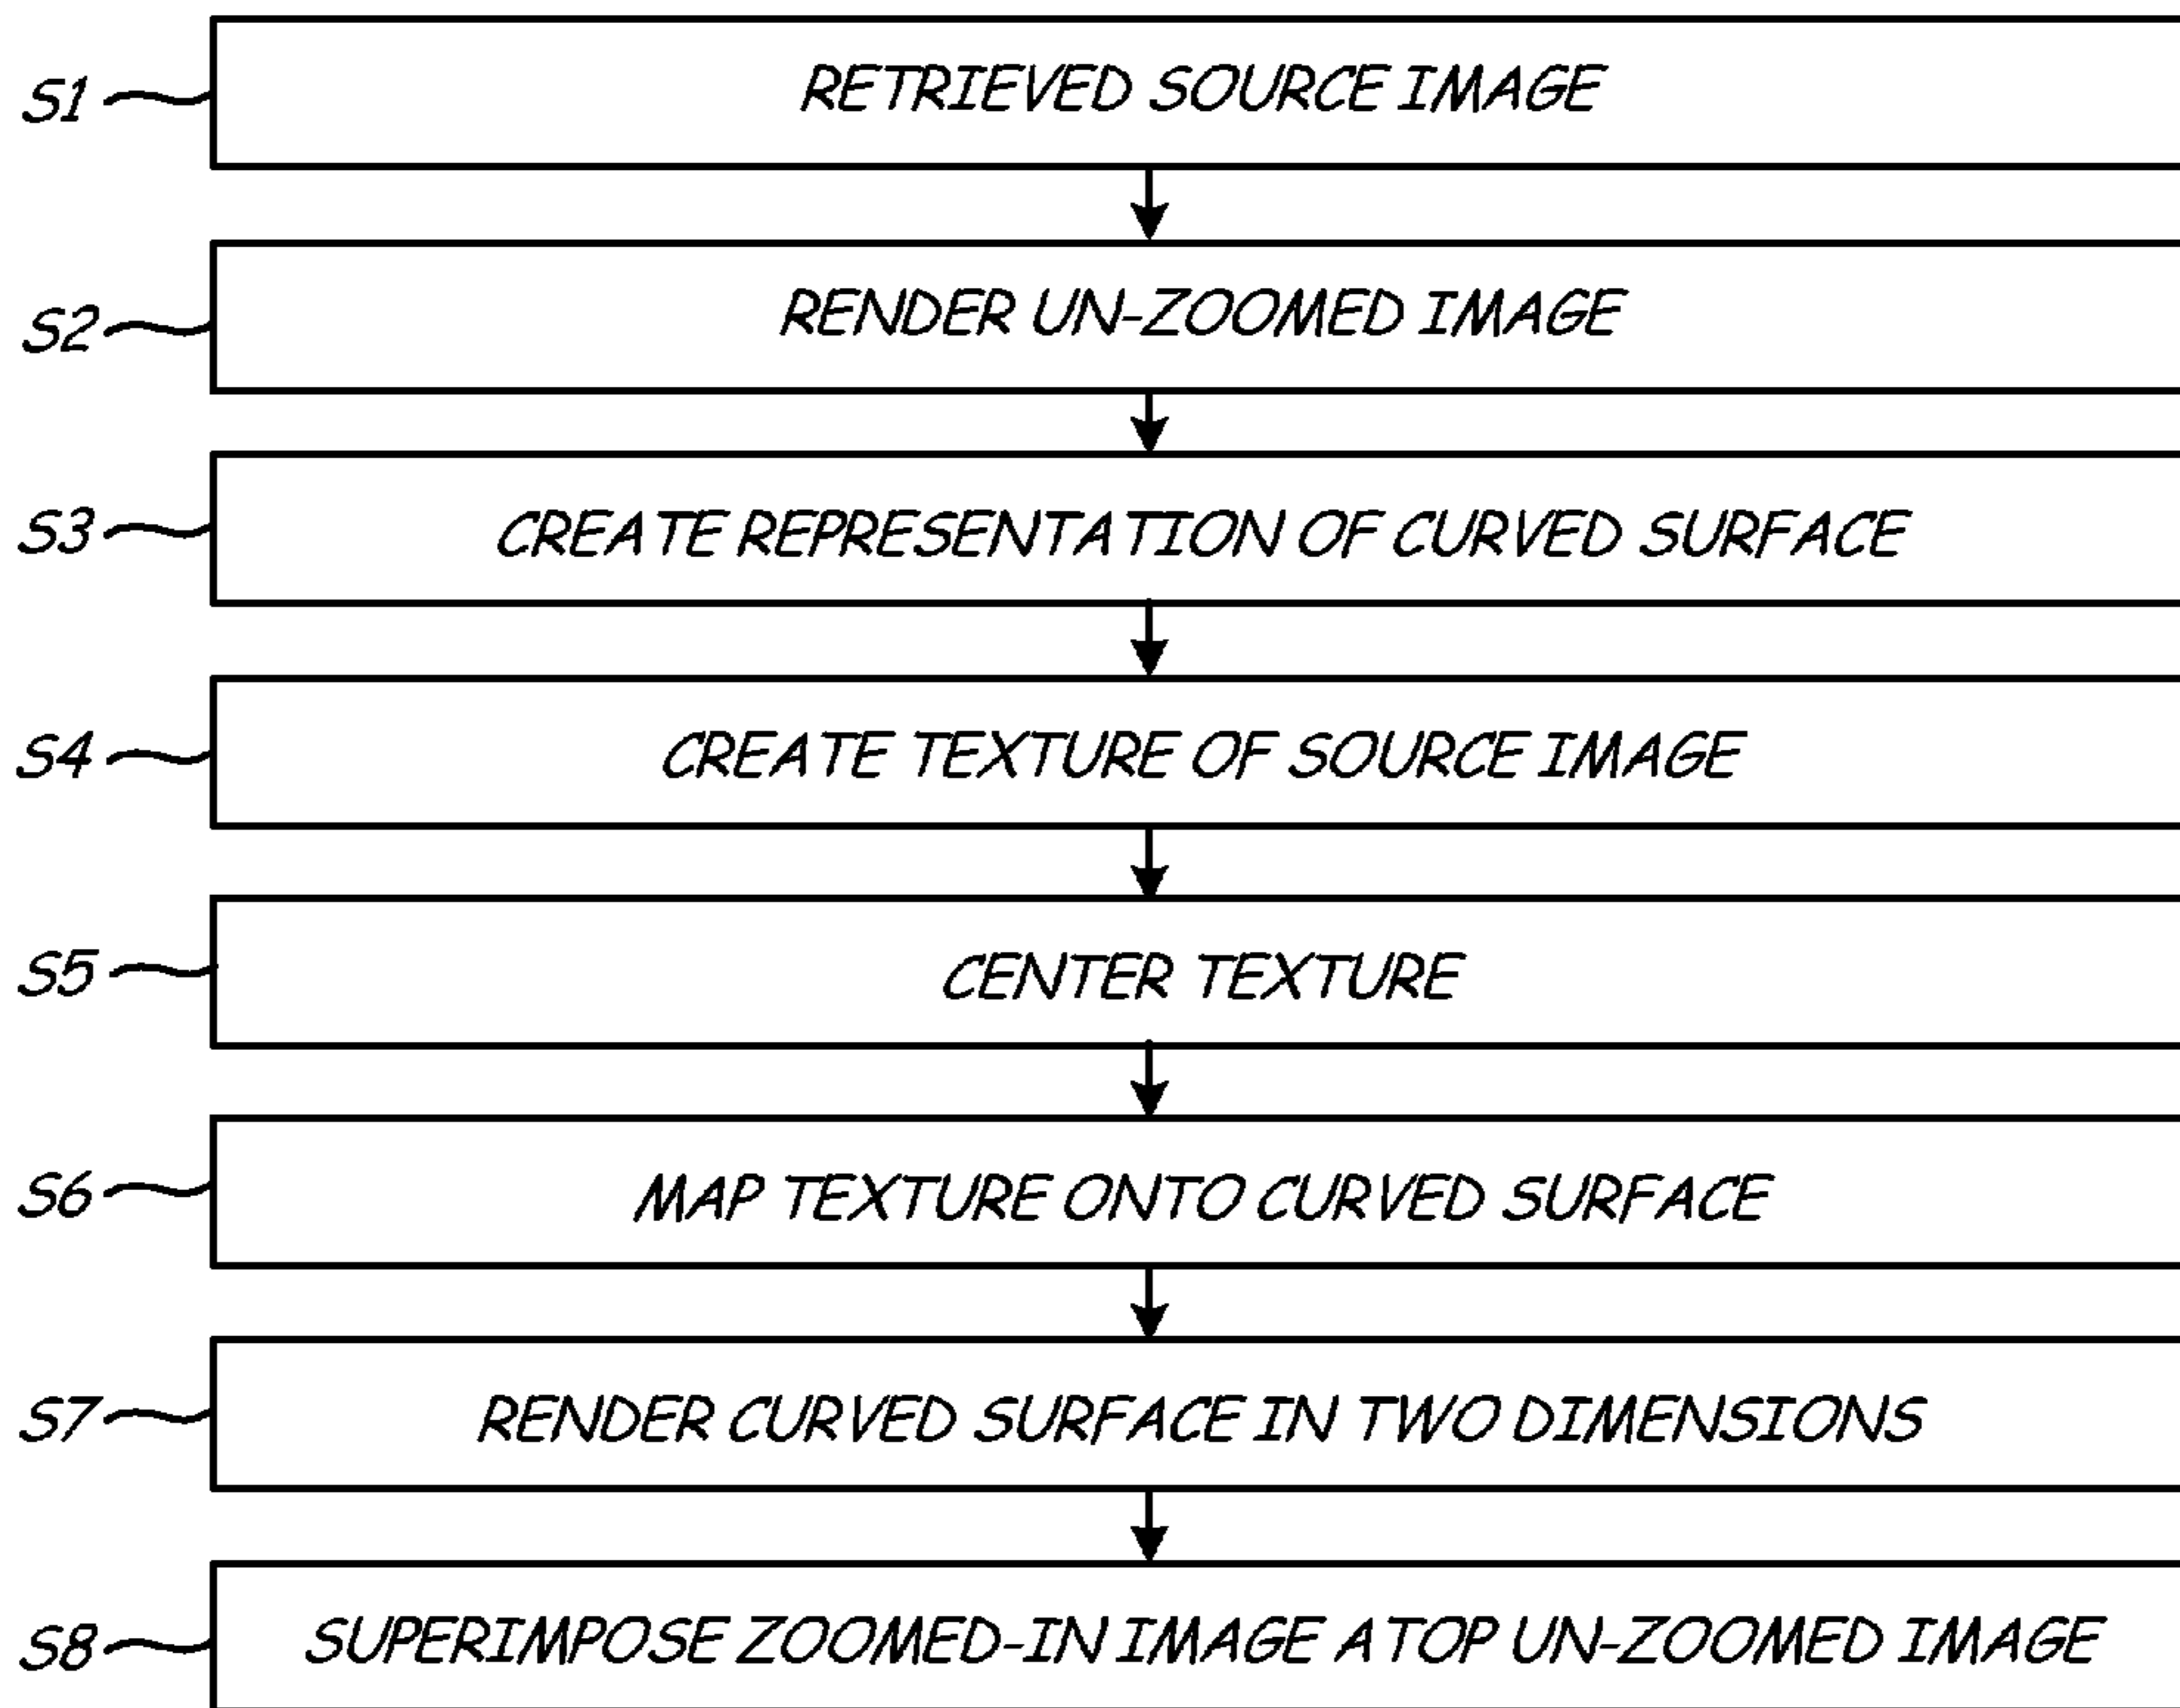 S1 RETRIEVED SOURCE IMAGE
S2 RENDER UN-ZOOMED IMAGE
S3 CREATE REPRESENTATION OF CURVED SURFACE
S4 CREATE TEXTURE OF SOURCE IMAGE
S5 CENTER TEXTURE
S6 MAP TEXTURE ONTO CURVED SURFACE
S7 RENDER CURVED SURFACE IN TWO DIMENSIONS
S8 SUPERIMPOSE ZOOMED-IN IMAGE ATOP UN-ZOOMED IMAGE